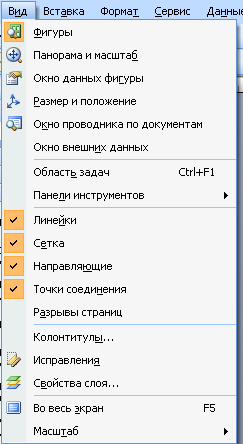 Вид Вставка Формат Сервис Данные
Фигуры
Панорама и масштаб
Окно данных фигуры
Размер и положение
Окно проводника по документам
Окно внешних данных
Область задач Ctrl+F1
Панели инструментов
Линейки
Сетка
Направляющие
Точки соединения
Разрывы страниц
Колонтитулы...
Исправления
Свойства слоя...
Во весь экран F5
Масштаб